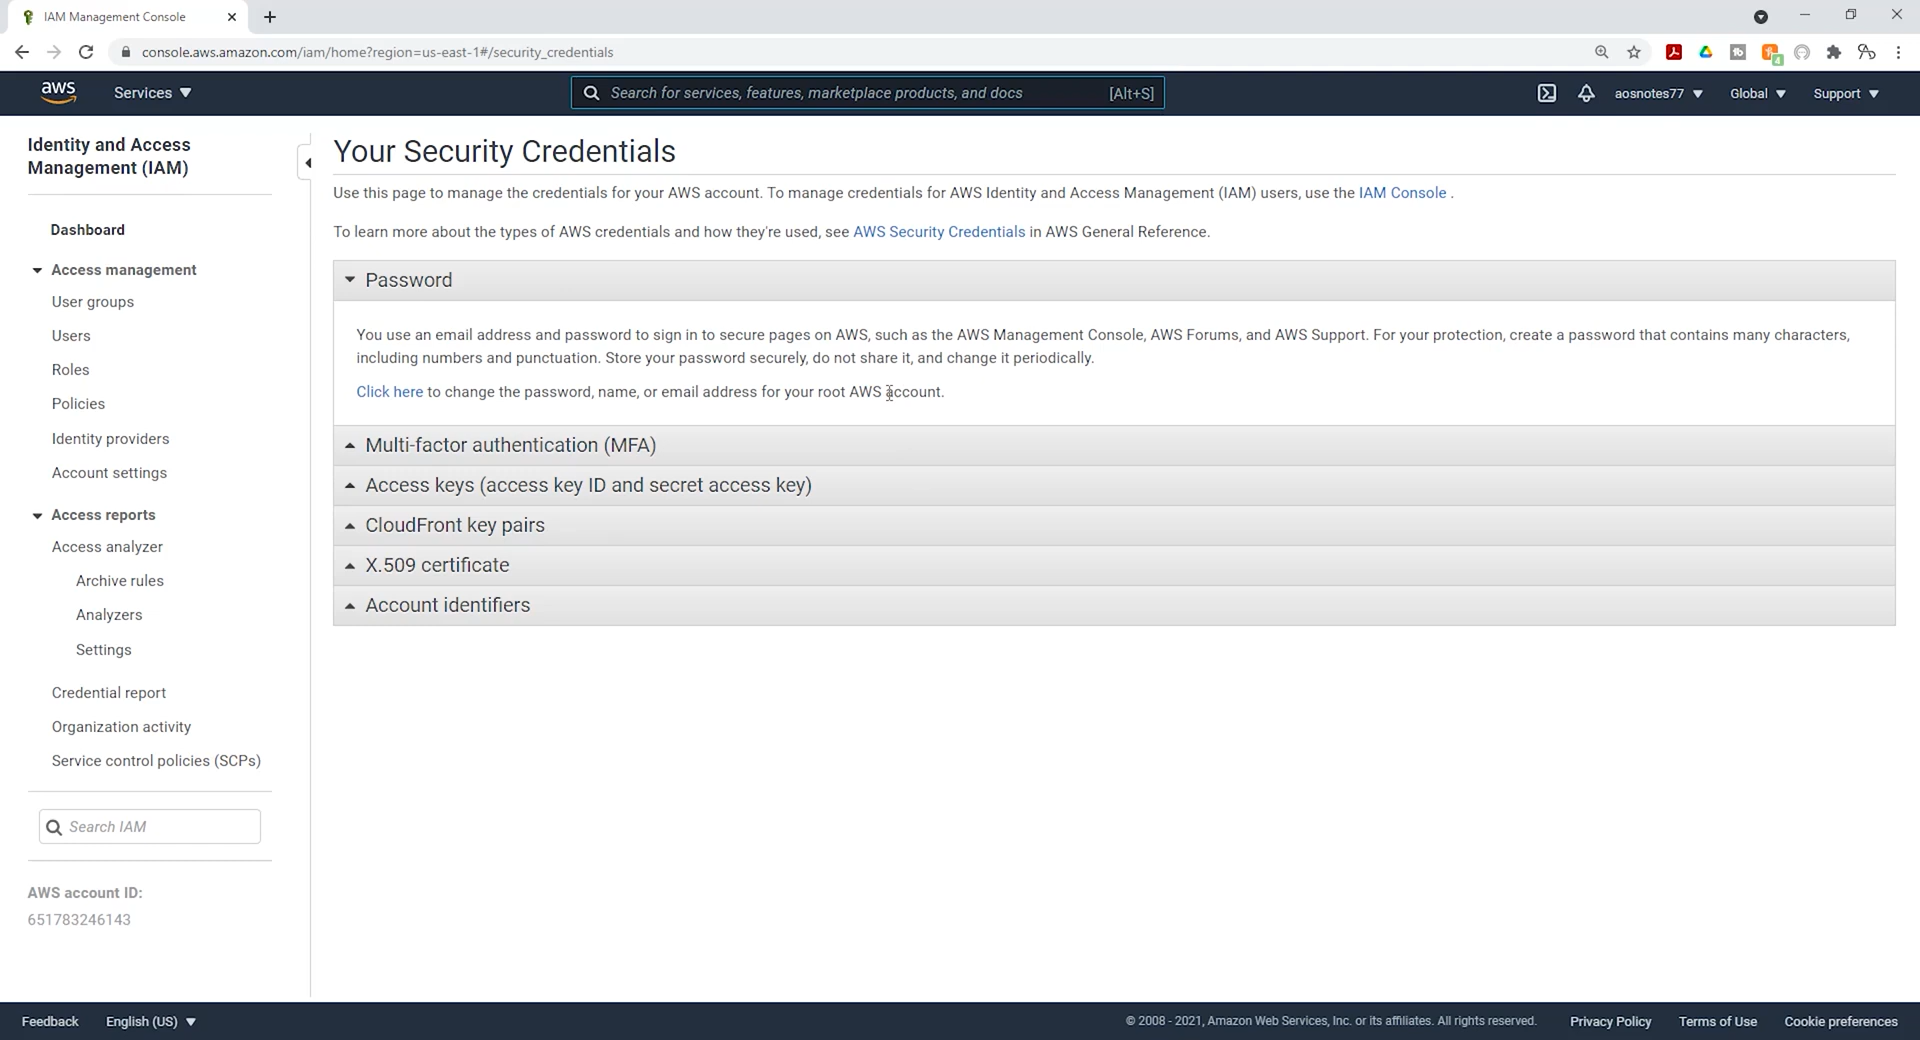 IAM Management Console
console.aws.amazon.com/iam/home?region=us-east-1#/security_credentials
aws
Services
Search for services, features, marketplace products, and docs
[Alt+S]
aosnotes77
Global
Support
Identity and Access
Management (IAM)
Dashboard
Access management
User groups
Users
Roles
Policies
Identity providers
Account settings
Access reports
Access analyzer
Archive rules
Analyzers
Settings
Credential report
Organization activity
Service control policies (SCPs)
Search IAM
AWS account ID:
651783246143
Your Security Credentials
Use this page to manage the credentials for your AWS account. To manage credentials for AWS Identity and Access Management (IAM) users, use the IAM Console .
To learn more about the types of AWS credentials and how they're used, see AWS Security Credentials in AWS General Reference.
Password
You use an email address and password to sign in to secure pages on AWS, such as the AWS Management Console, AWS Forums, and AWS Support. For your protection, create a password that contains many characters,
including numbers and punctuation. Store your password securely, do not share it, and change it periodically.
Click here to change the password, name, or email address for your root AWS account.
Multi-factor authentication (MFA)
Access keys (access key ID and secret access key)
CloudFront key pairs
X.509 certificate
Account identifiers
Feedback
English (US)
© 2008 - 2021, Amazon Web Services, Inc. or its affiliates. All rights reserved.
Privacy Policy
Terms of Use
Cookie preferences